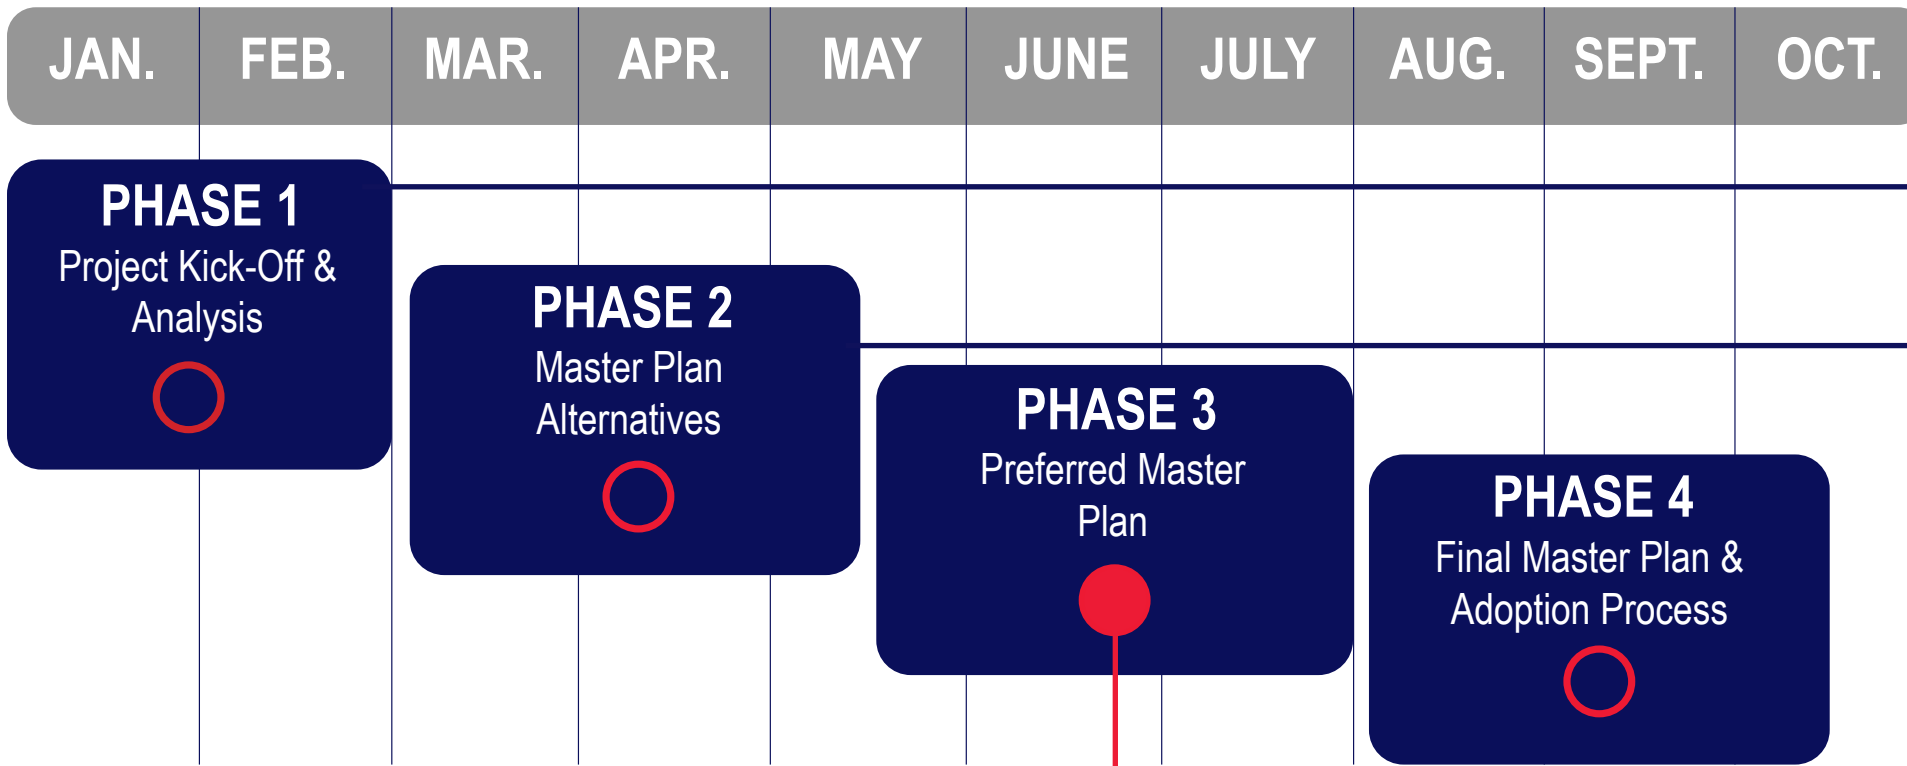 JAN. FEB. MAR. APR. MAY JUNE JULY AUG. SEPT. OCT.
PHASE 1
Project Kick-Off &
Analysis
PHASE 2
Master Plan
Alternatives
PHASE 3
Preferred Master
Plan
PHASE 4
Final Master Plan &
Adoption Process